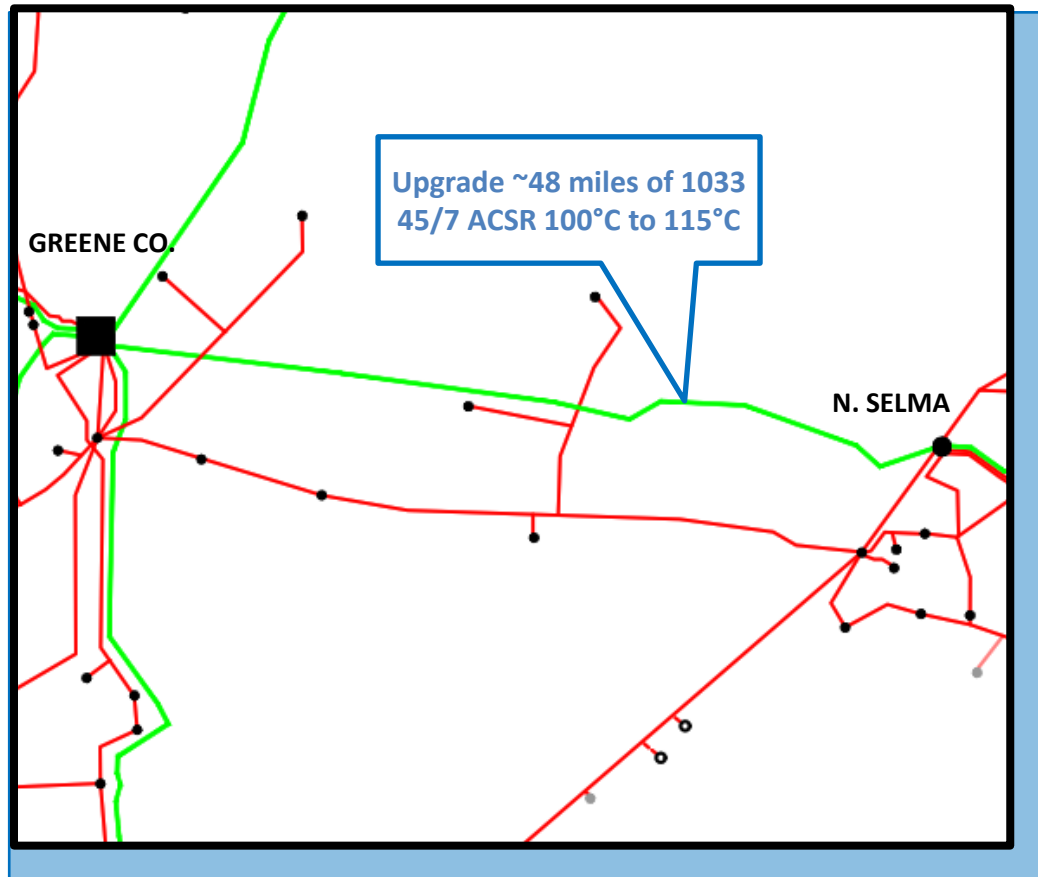 Upgrade ~48 miles of 1033
45/7 ACSR 100°C to 115°C
GREENE CO.
N. SELMA